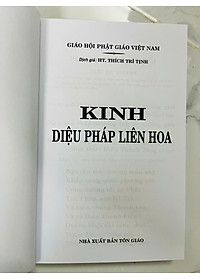 GIÁO HỘI PHẬT GIÁO VIỆT NAM
Dịch giả: HT. THÍCH TRÍ TỊNH
KINH
DIỆU PHÁP LIÊN HOA
NHÀ XUẤT BẢN TÔN GIÁO